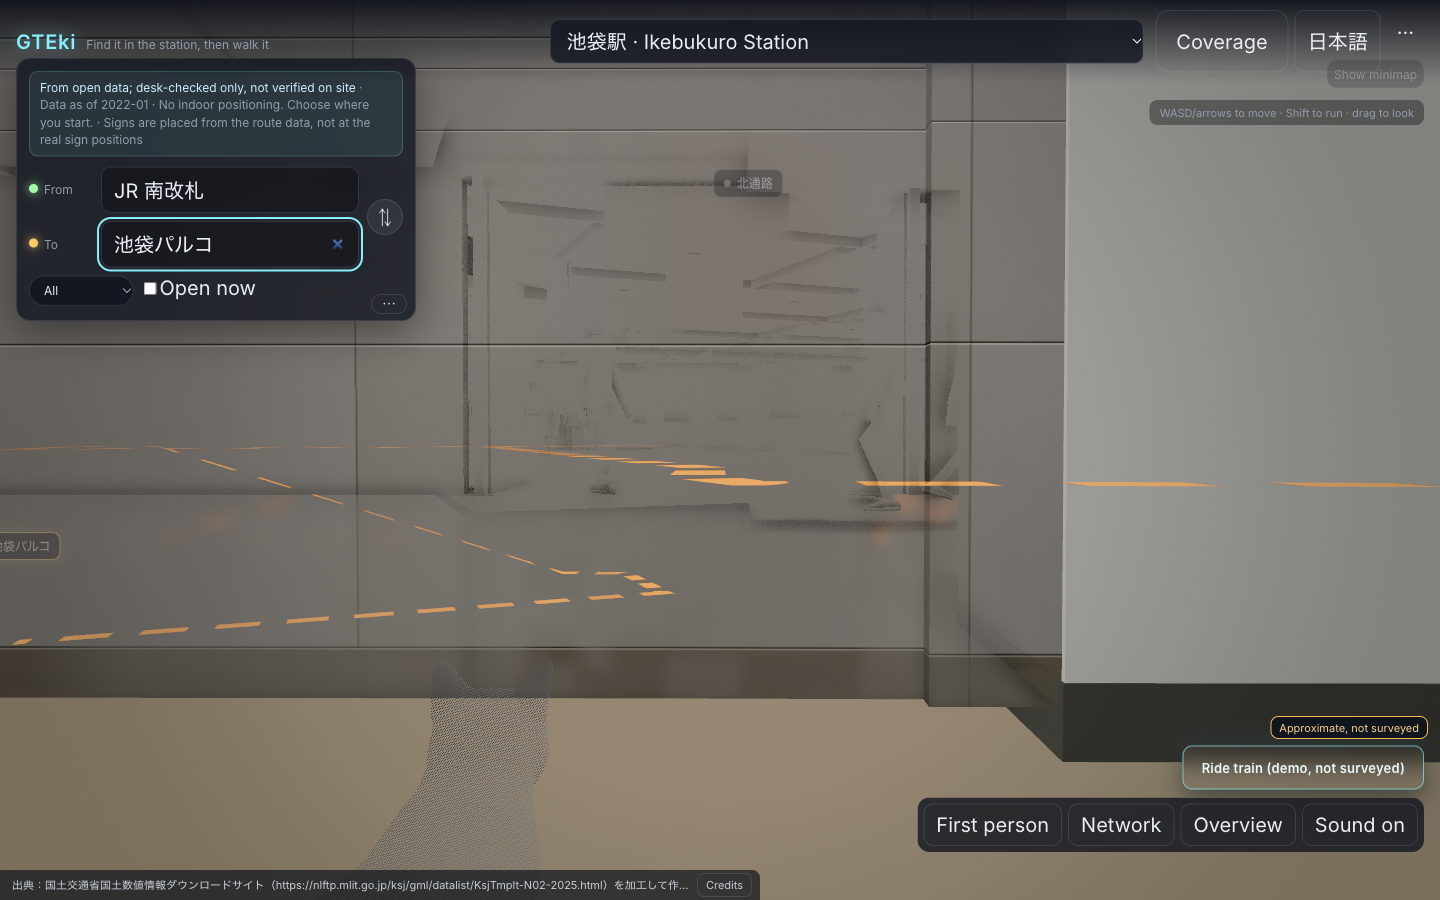 GTEki Find it in the station, then walk it
池袋駅 · Ikebukuro Station
Coverage
日本語
···
Show minimap
WASD/arrows to move · Shift to run · drag to look
From open data; desk-checked only, not verified on site ·
Data as of 2022-01 · No indoor positioning. Choose where
you start. · Signs are placed from the route data, not at the
real sign positions
From
JR 南改札
To
池袋パルコ
All
Open now
···
北通路
袋パルコ
Approximate, not surveyed
Ride train (demo, not surveyed)
First person
Network
Overview
Sound on
出典：国土交通省国土数値情報ダウンロードサイト（https://nlftp.mlit.go.jp/ksj/gml/datalist/KsjTmplt-N02-2025.html）を加工して作...
Credits